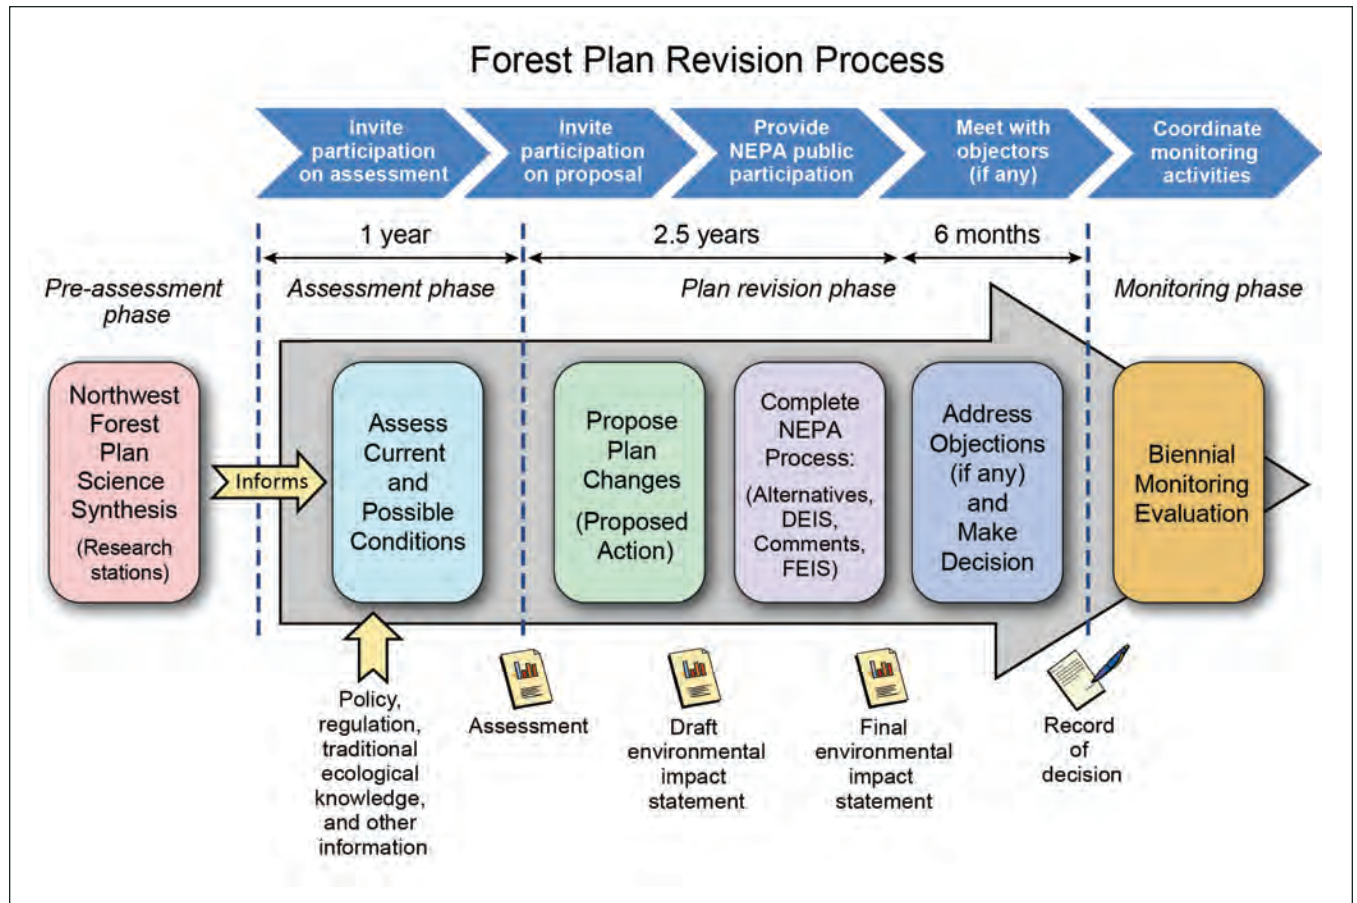 Forest Plan Revision Process
Invite
participation
on assessment
Invite
participation
on proposal
Provide
NEPA public
participation
Meet with
objectors
(if any)
Coordinate
monitoring
activities
1 year
2.5 years
6 months
Pre-assessment
phase
Assessment phase
Plan revision phase
Monitoring phase
Northwest
Forest
Plan
Science
Synthesis
(Research
stations)
Informs
Assess
Current
and
Possible
Conditions
Propose
Plan
Changes
(Proposed
Action)
Complete
NEPA
Process:
(Alternatives,
DEIS,
Comments,
FEIS)
Address
Objections
(if any)
and
Make
Decision
Biennial
Monitoring
Evaluation
Policy,
regulation,
traditional
ecological
knowledge,
and other
information
Assessment
Draft
environmental
impact
statement
Final
environmental
impact
statement
Record
of
decision